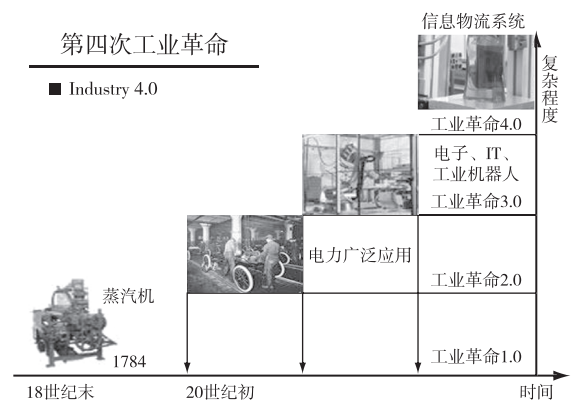 第四次工业革命
■ Industry 4.0
信息物流系统
复杂程度
工业革命4.0
电子、IT、
工业机器人
工业革命3.0
电力广泛应用
工业革命2.0
蒸汽机
1784
工业革命1.0
18世纪末
20世纪初
时间